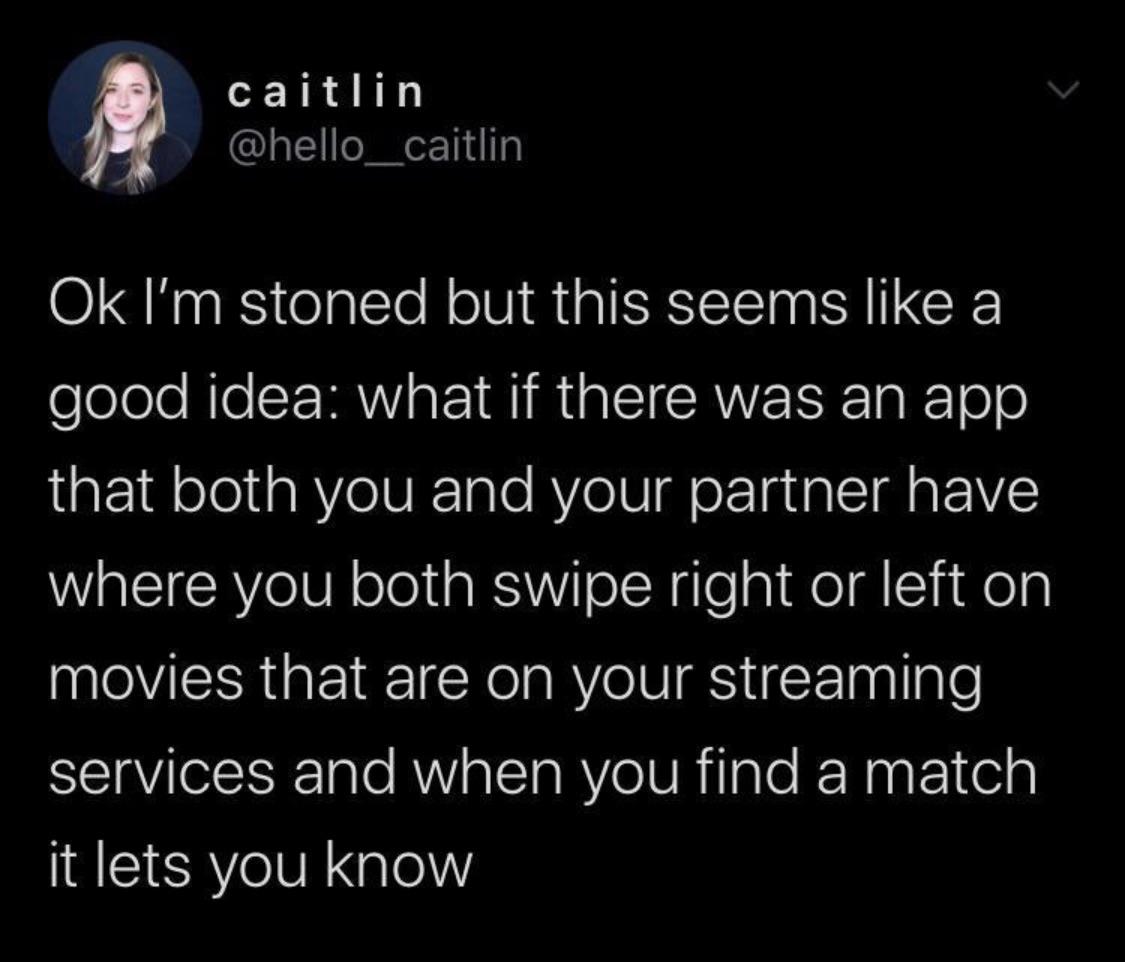 caitlin
@hello__caitlin
Ok I’m stoned but this seems like a
good idea: what if there was an app
that both you and your partner have
where you both swipe right or left on
movies that are on your streaming
services and when you find a match
it lets you know